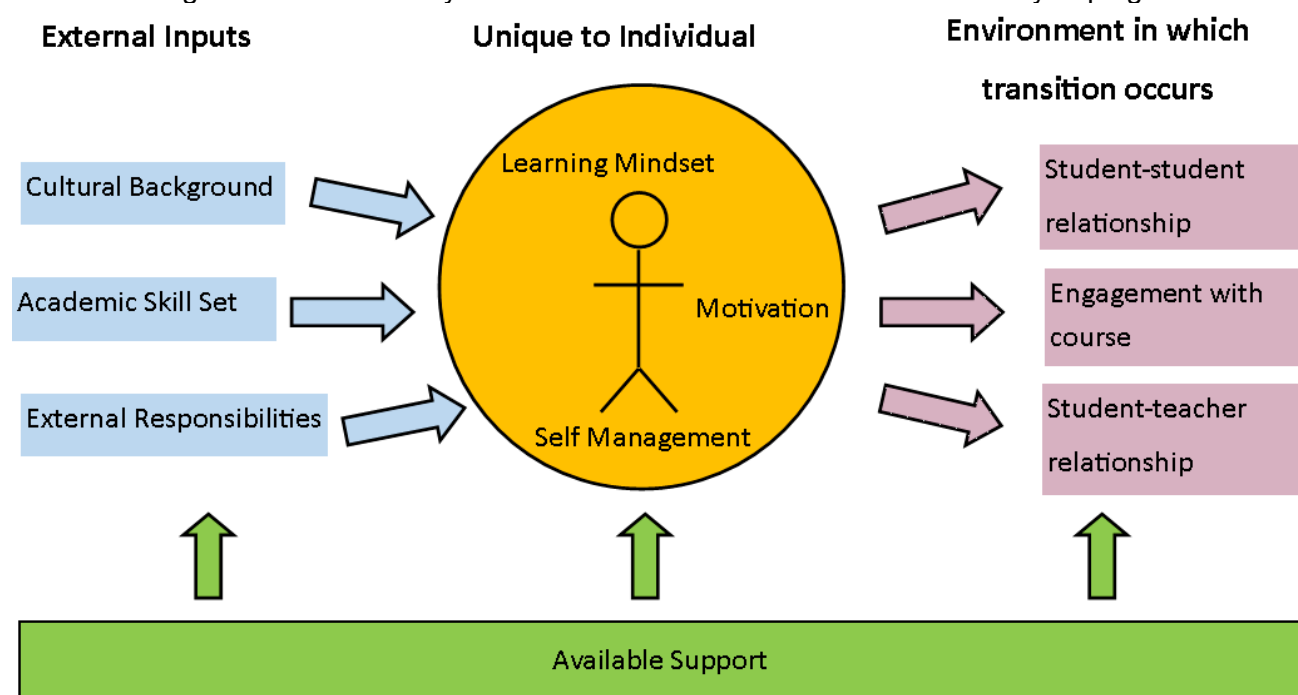 External Inputs
Unique to Individual
Environment in which
transition occurs
Cultural Background
Academic Skill Set
External Responsibilities
Learning Mindset
Motivation
Self Management
Student-student
relationship
Engagement with
course
Student-teacher
relationship
Available Support